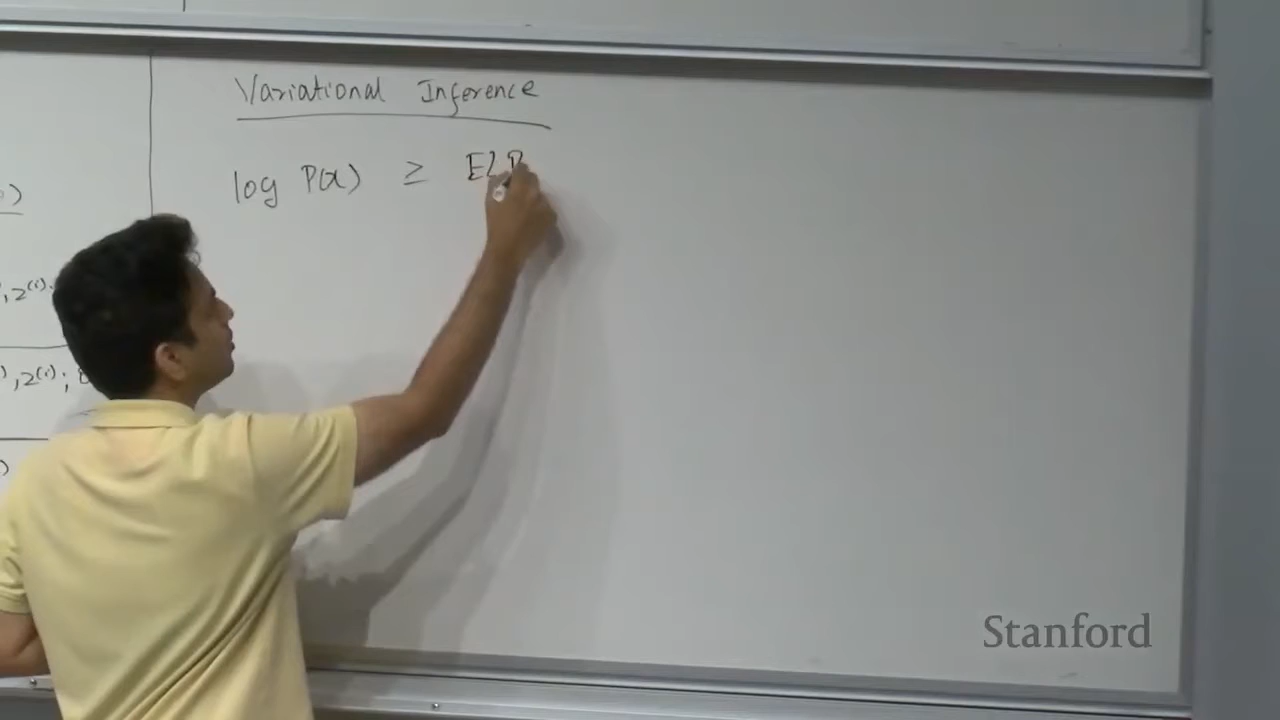 Variational Inference
log P(x) ≥ ELB
, z⁽ⁱ⁾
, z⁽ⁱ⁾;
Stanford